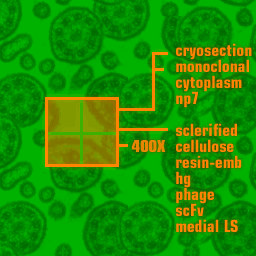 cryosection
monoclonal
cytoplasm
np7
sclerified
400X
cellulose
resin-emb
hg
phage
scFv
medial LS